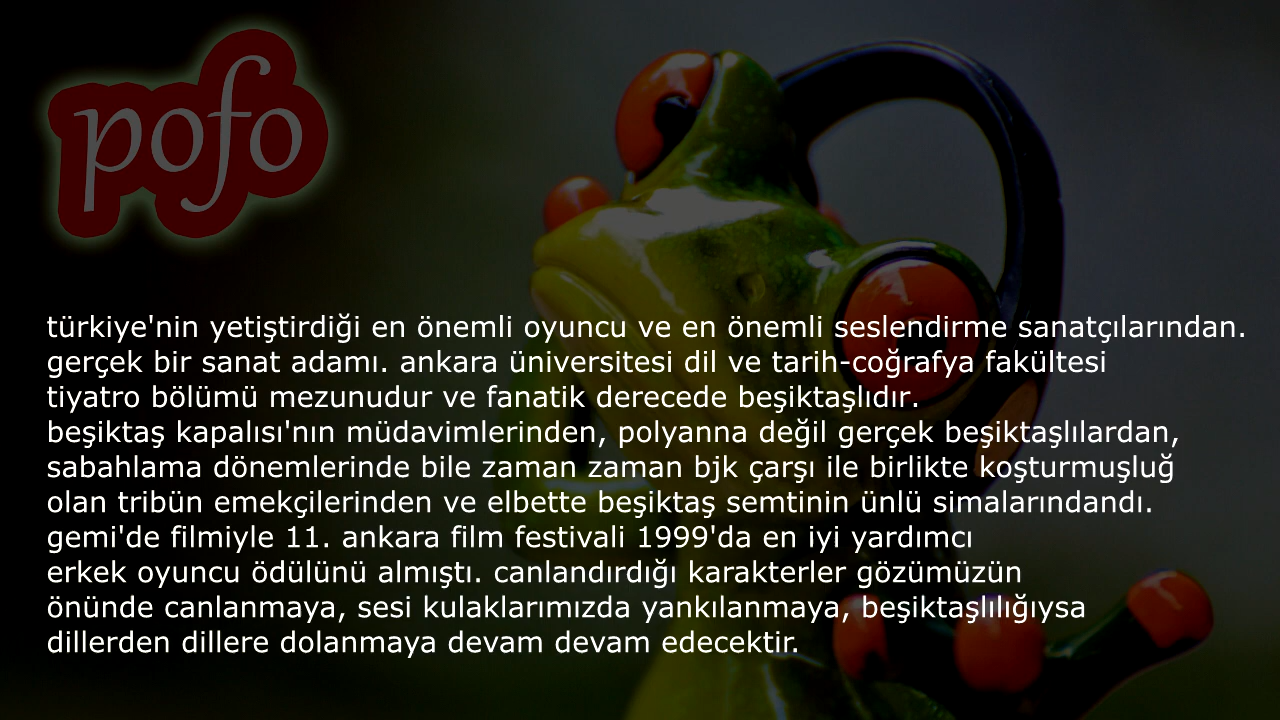 pofo
türkiye'nin yetiştirdiği en önemli oyuncu ve en önemli seslendirme sanatçılarından.
gerçek bir sanat adamı. ankara üniversitesi dil ve tarih-coğrafya fakültesi
tiyatro bölümü mezunudur ve fanatik derecede beşiktaşlıdır.
beşiktaş kapalısı'nın müdavimlerinden, polyanna değil gerçek beşiktaşlılardan,
sabahlama dönemlerinde bile zaman zaman bjk çarşı ile birlikte koşturmuşluğ
olan tribün emekçilerinden ve elbette beşiktaş semtinin ünlü simalarındandı.
gemi'de filmiyle 11. ankara film festivali 1999'da en iyi yardımcı
erkek oyuncu ödülünü almıştı. canlandırdığı karakterler gözümüzün
önünde canlanmaya, sesi kulaklarımızda yankılanmaya, beşiktaşlılığıysa
dillerden dillere dolanmaya devam devam edecektir.